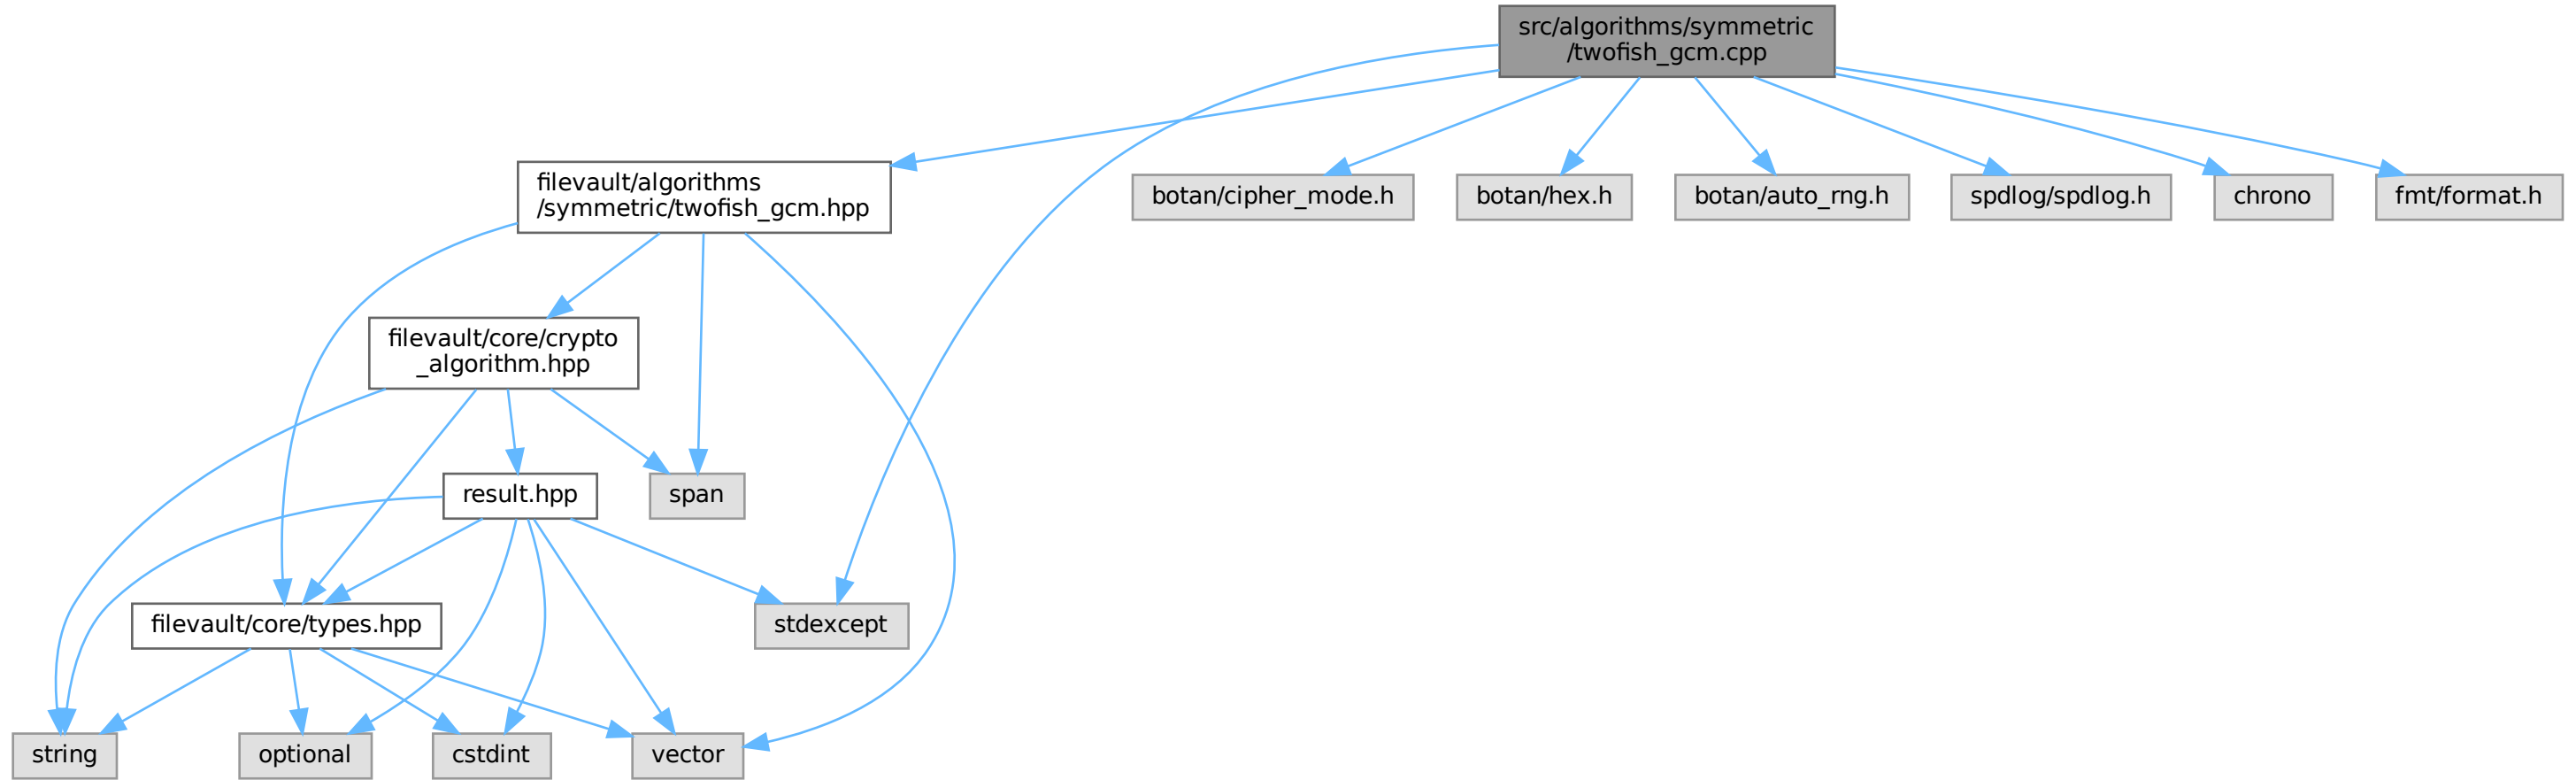 src/algorithms/symmetric
/twofish_gcm.cpp
filevault/algorithms
/symmetric/twofish_gcm.hpp
botan/cipher_mode.h
botan/hex.h
botan/auto_rng.h
spdlog/spdlog.h
chrono
fmt/format.h
filevault/core/crypto
_algorithm.hpp
result.hpp
span
filevault/core/types.hpp
stdexcept
string
optional
cstdint
vector